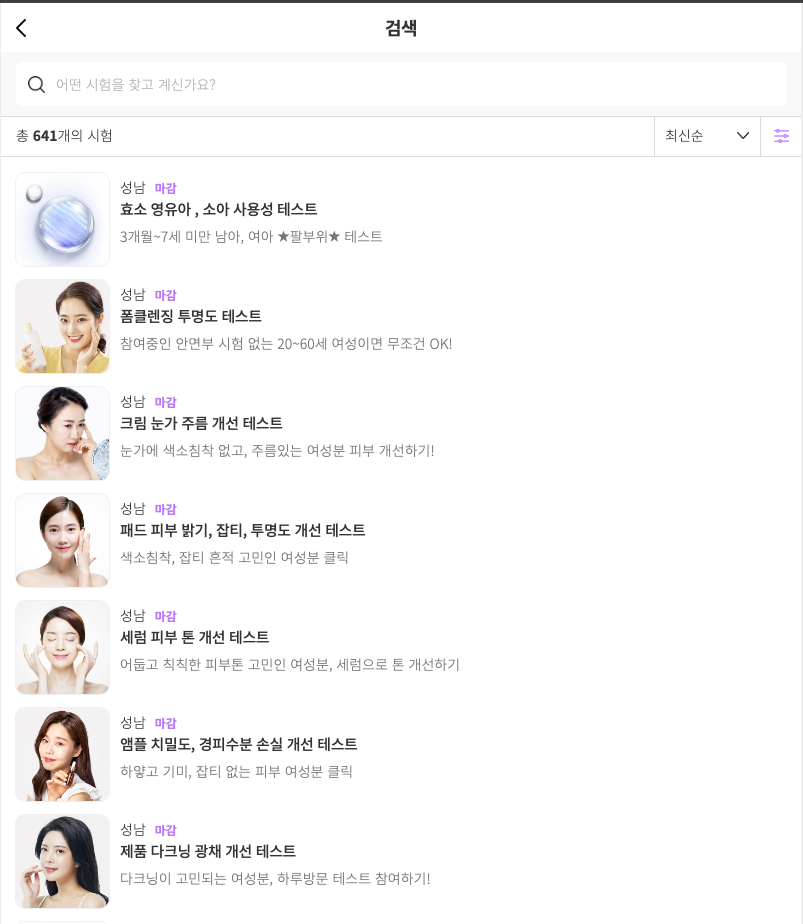 검색
어떤 시험을 찾고 계신가요?
총 641개의 시험
최신순
성남 마감
효소 영유아 , 소아 사용성 테스트
3개월~7세 미만 남아, 여아 ★팔부위★ 테스트
성남 마감
폼클렌징 투명도 테스트
참여중인 안면부 시험 없는 20~60세 여성이면 무조건 OK!
성남 마감
크림 눈가 주름 개선 테스트
눈가에 색소침착 없고, 주름있는 여성분 피부 개선하기!
성남 마감
패드 피부 밝기, 잡티, 투명도 개선 테스트
색소침착, 잡티 흔적 고민인 여성분 클릭
성남 마감
세럼 피부 톤 개선 테스트
어둡고 칙칙한 피부톤 고민인 여성분, 세럼으로 톤 개선하기
성남 마감
앰플 치밀도, 경피수분 손실 개선 테스트
하얗고 기미, 잡티 없는 피부 여성분 클릭
성남 마감
제품 다크닝 광채 개선 테스트
다크닝이 고민되는 여성분, 하루방문 테스트 참여하기!